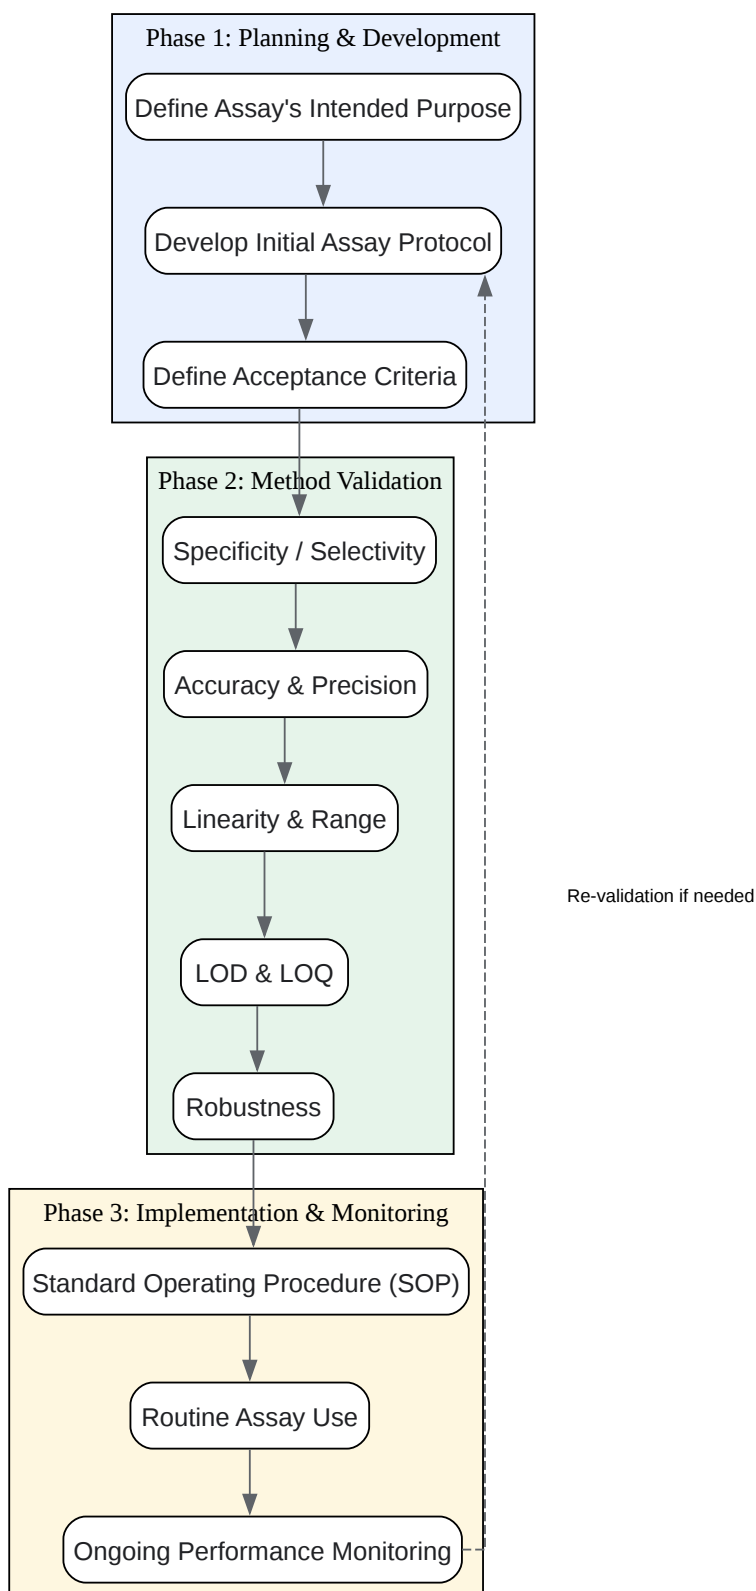 Phase 1: Planning & Development
Define Assay's Intended Purpose
Develop Initial Assay Protocol
Define Acceptance Criteria
Phase 2: Method Validation
Specificity / Selectivity
Accuracy & Precision
Linearity & Range
Re-validation if needed
LOD & LOQ
Robustness
Phase 3: Implementation & Monitoring
Standard Operating Procedure (SOP)
Routine Assay Use
Ongoing Performance Monitoring